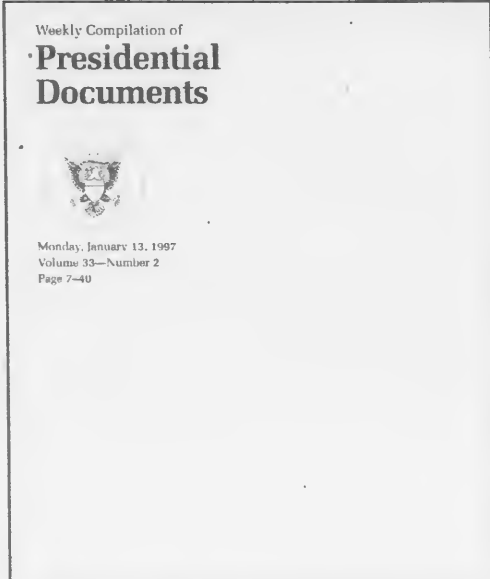 Weekly Compilation of
Presidential
Documents
Monday, January 13, 1997
Volume 33—Number 2
Page 7–40